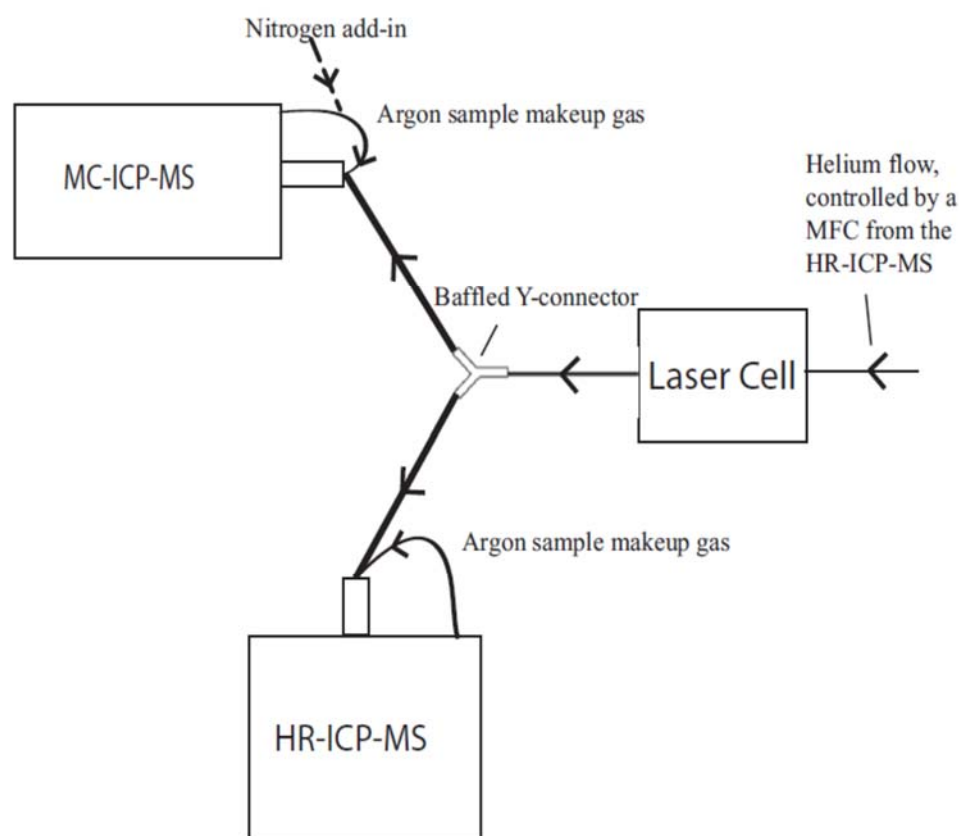 Nitrogen add-in
Argon sample makeup gas
MC-ICP-MS
Helium flow,
controlled by a
MFC from the
HR-ICP-MS
Baffled Y-connector
Laser Cell
Argon sample makeup gas
HR-ICP-MS